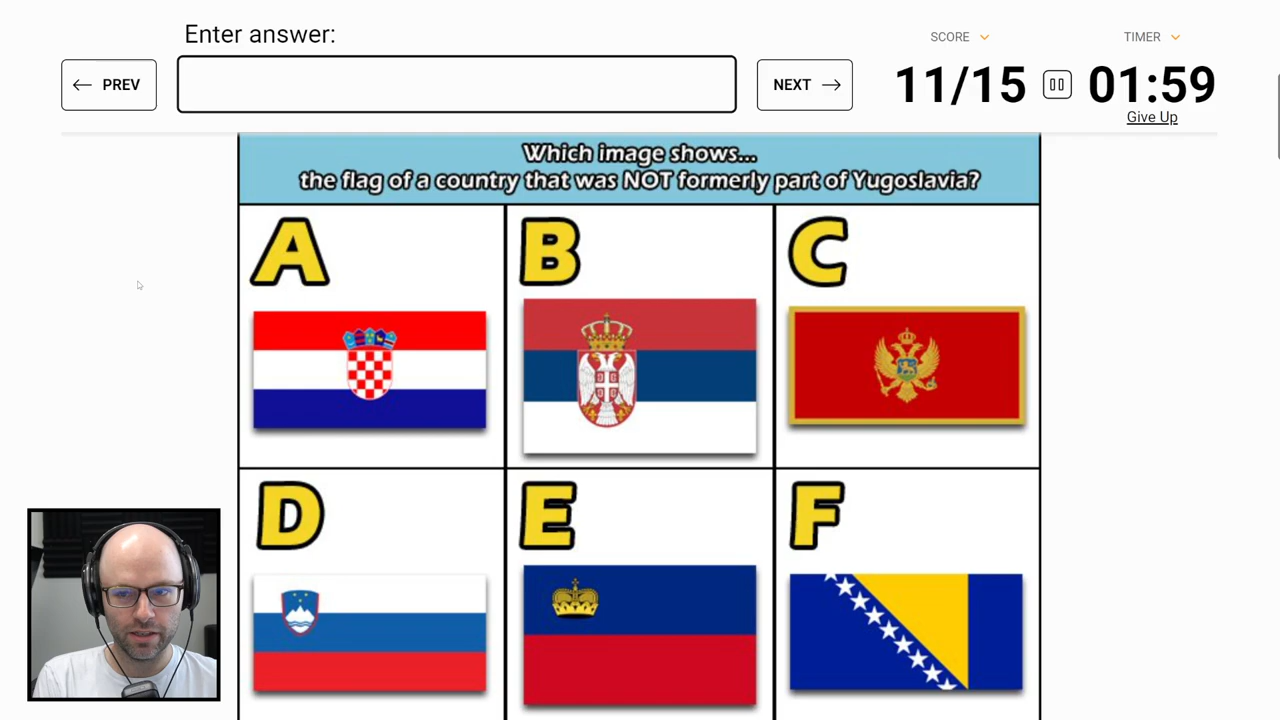 Enter answer:
SCORE
TIMER
← PREV
NEXT →
11/15
01:59
Give Up
Which image shows...
the flag of a country that was NOT formerly part of Yugoslavia?
A
B
C
D
E
F